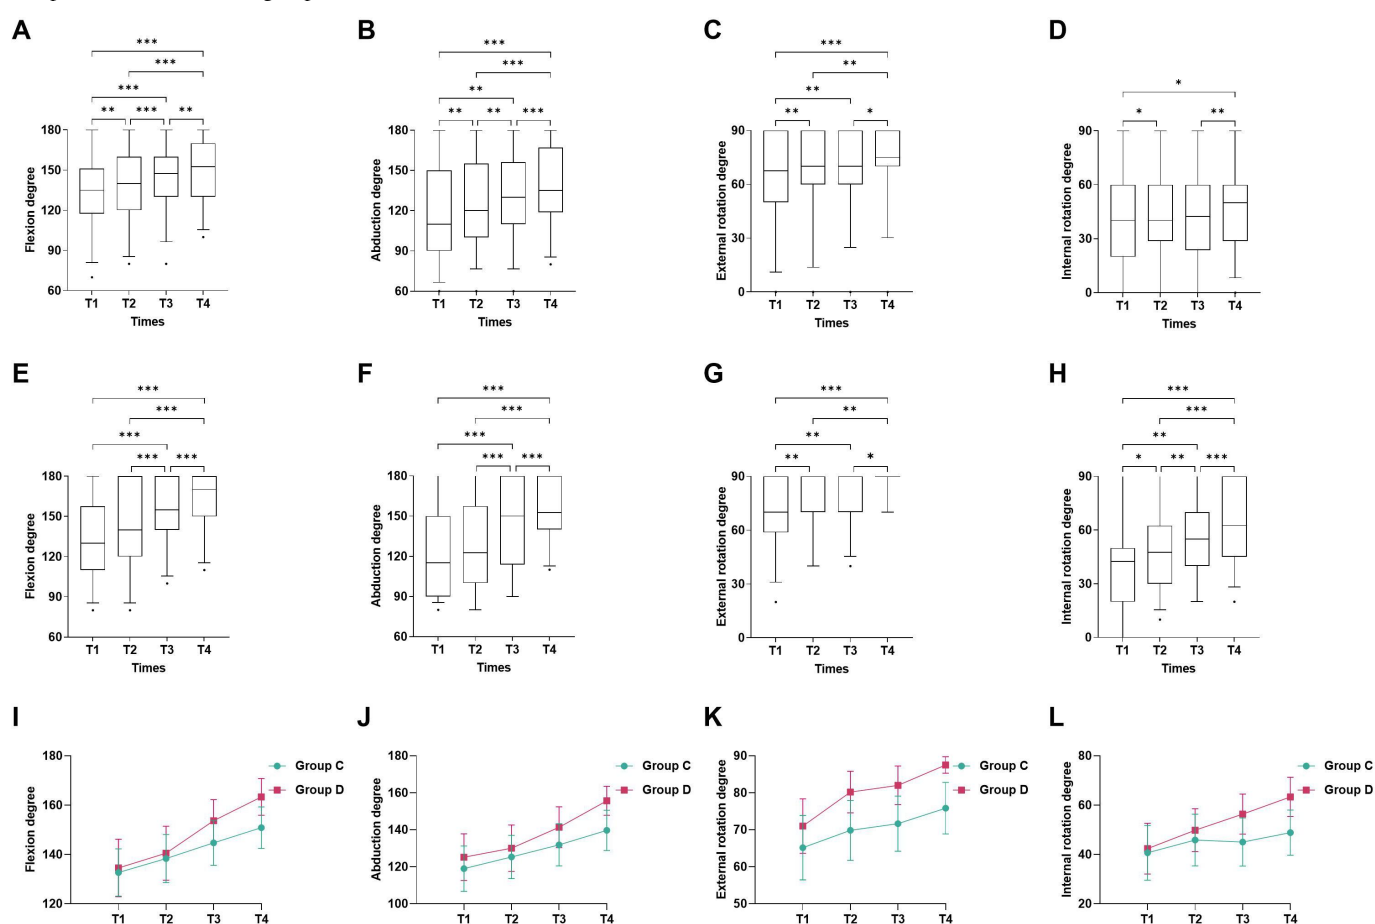 A
***
***
***
** *** **
180
150
120
90
60
Flexion degree
T1 T2 T3 T4
Times
B
***
***
**
** ** ***
180
150
120
90
60
Abduction degree
T1 T2 T3 T4
Times
C
***
**
**
** *
90
60
30
0
External rotation degree
T1 T2 T3 T4
Times
D
*
* **
90
60
30
0
Internal rotation degree
T1 T2 T3 T4
Times
E
***
***
***
*** ***
180
150
120
90
60
Flexion degree
T1 T2 T3 T4
Times
F
***
***
***
*** ***
180
150
120
90
60
Abduction degree
T1 T2 T3 T4
Times
G
***
**
**
** *
90
60
30
0
External rotation degree
T1 T2 T3 T4
Times
H
***
***
**
* ** ***
90
60
30
0
Internal rotation degree
T1 T2 T3 T4
Times
I
180
160
140
120
Flexion degree
Group C
Group D
T1 T2 T3 T4
J
180
160
140
120
100
Abduction degree
Group C
Group D
T1 T2 T3 T4
K
90
80
70
60
50
External rotation degree
Group C
Group D
T1 T2 T3 T4
L
80
60
40
20
Internal rotation degree
Group C
Group D
T1 T2 T3 T4